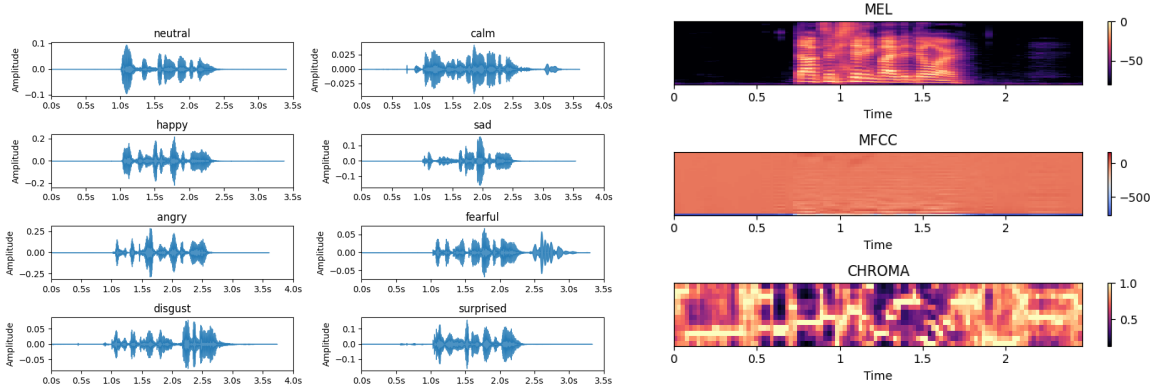 neutral
Amplitude
0.1
0.0
−0.1
0.0s 0.5s 1.0s 1.5s 2.0s 2.5s 3.0s 3.5s
calm
0.025
0.000
−0.025
0.0s 0.5s 1.0s 1.5s 2.0s 2.5s 3.0s 3.5s 4.0s
happy
Amplitude
0.2
0.0
−0.2
0.0s 0.5s 1.0s 1.5s 2.0s 2.5s 3.0s 3.5s
sad
0.1
0.0
−0.1
0.0s 0.5s 1.0s 1.5s 2.0s 2.5s 3.0s 3.5s 4.0s
angry
Amplitude
0.25
0.00
−0.25
0.0s 0.5s 1.0s 1.5s 2.0s 2.5s 3.0s 3.5s 4.0s
fearful
0.05
0.00
−0.05
0.0s 0.5s 1.0s 1.5s 2.0s 2.5s 3.0s 3.5s
disgust
Amplitude
0.05
0.00
−0.05
0.0s 0.5s 1.0s 1.5s 2.0s 2.5s 3.0s 3.5s 4.0s
surprised
0.1
0.0
−0.1
0.0s 0.5s 1.0s 1.5s 2.0s 2.5s 3.0s 3.5s
MEL
0
−50
0 0.5 1 1.5 2
Time
MFCC
0
−500
0 0.5 1 1.5 2
Time
CHROMA
1.0
0.5
0 0.5 1 1.5 2
Time